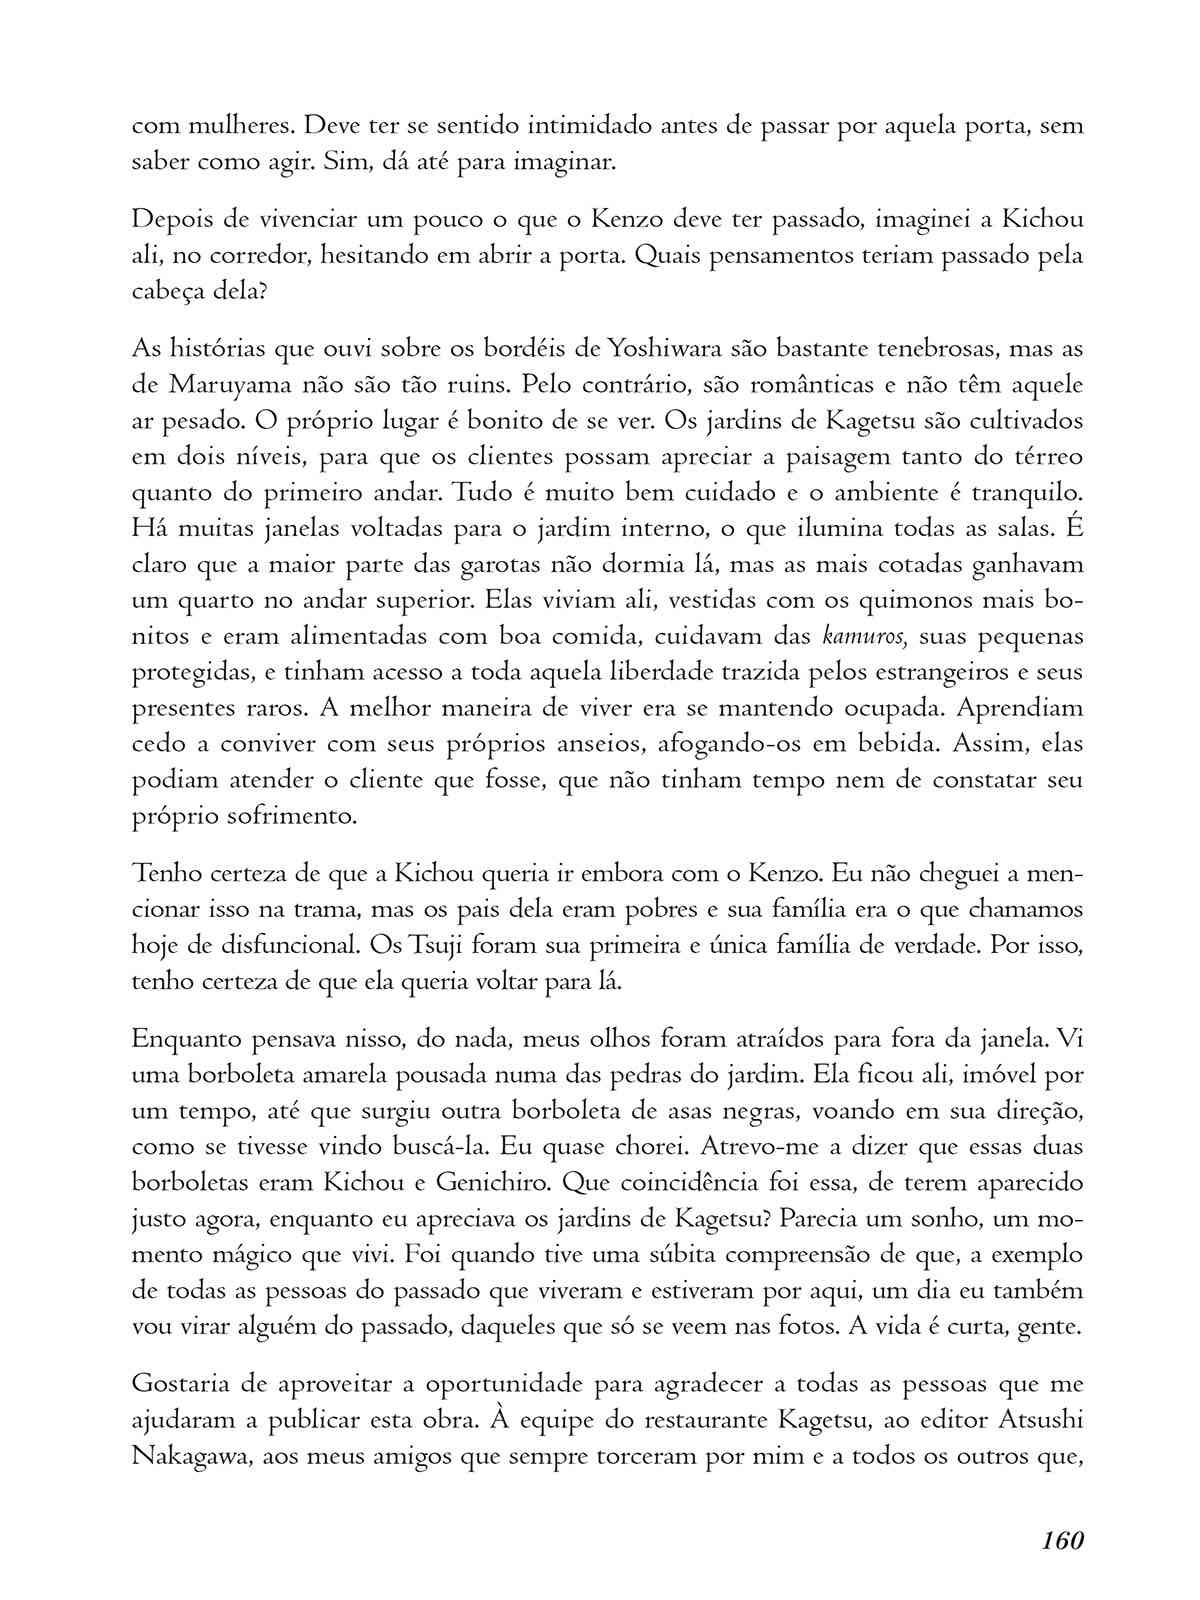 com mulheres. Deve ter se sentido intimidado antes de passar por aquela porta, sem
saber como agir. Sim, dá até para imaginar.
Depois de vivenciar um pouco o que o Kenzo deve ter passado, imaginei a Kichou
ali, no corredor, hesitando em abrir a porta. Quais pensamentos teriam passado pela
cabeça dela?
As histórias que ouvi sobre os bordéis de Yoshiwara são bastante tenebrosas, mas as
de Maruyama não são tão ruins. Pelo contrário, são românticas e não têm aquele
ar pesado. O próprio lugar é bonito de se ver. Os jardins de Kagetsu são cultivados
em dois níveis, para que os clientes possam apreciar a paisagem tanto do térreo
quanto do primeiro andar. Tudo é muito bem cuidado e o ambiente é tranquilo.
Há muitas janelas voltadas para o jardim interno, o que ilumina todas as salas. É
claro que a maior parte das garotas não dormia lá, mas as mais cotadas ganhavam
um quarto no andar superior. Elas viviam ali, vestidas com os quimonos mais bo-
nitos e eram alimentadas com boa comida, cuidavam das kamuros, suas pequenas
protegidas, e tinham acesso a toda aquela liberdade trazida pelos estrangeiros e seus
presentes raros. A melhor maneira de viver era se mantendo ocupada. Aprendiam
cedo a conviver com seus próprios anseios, afogando-os em bebida. Assim, elas
podiam atender o cliente que fosse, que não tinham tempo nem de constatar seu
próprio sofrimento.
Tenho certeza de que a Kichou queria ir embora com o Kenzo. Eu não cheguei a men-
cionar isso na trama, mas os pais dela eram pobres e sua família era o que chamamos
hoje de disfuncional. Os Tsuji foram sua primeira e única família de verdade. Por isso,
tenho certeza de que ela queria voltar para lá.
Enquanto pensava nisso, do nada, meus olhos foram atraídos para fora da janela. Vi
uma borboleta amarela pousada numa das pedras do jardim. Ela ficou ali, imóvel por
um tempo, até que surgiu outra borboleta de asas negras, voando em sua direção,
como se tivesse vindo buscá-la. Eu quase chorei. Atrevo-me a dizer que essas duas
borboletas eram Kichou e Genichiro. Que coincidência foi essa, de terem aparecido
justo agora, enquanto eu apreciava os jardins de Kagetsu? Parecia um sonho, um mo-
mento mágico que vivi. Foi quando tive uma súbita compreensão de que, a exemplo
de todas as pessoas do passado que viveram e estiveram por aqui, um dia eu também
vou virar alguém do passado, daqueles que só se veem nas fotos. A vida é curta, gente.
Gostaria de aproveitar a oportunidade para agradecer a todas as pessoas que me
ajudaram a publicar esta obra. À equipe do restaurante Kagetsu, ao editor Atsushi
Nakagawa, aos meus amigos que sempre torceram por mim e a todos os outros que,
160